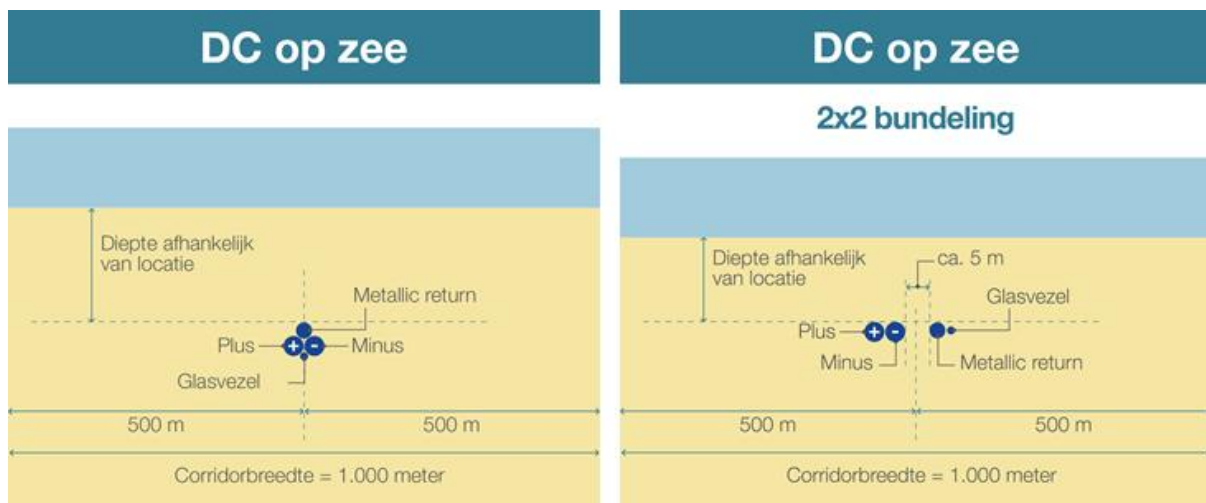 DC op zee
Diepte afhankelijk
van locatie
Metallic return
Plus
+
-
Minus
Glasvezel
500 m
500 m
Corridorbreedte = 1.000 meter
DC op zee
2x2 bundeling
Diepte afhankelijk
van locatie
ca. 5 m
Glasvezel
Plus
+
-
Minus
Metallic return
500 m
500 m
Corridorbreedte = 1.000 meter